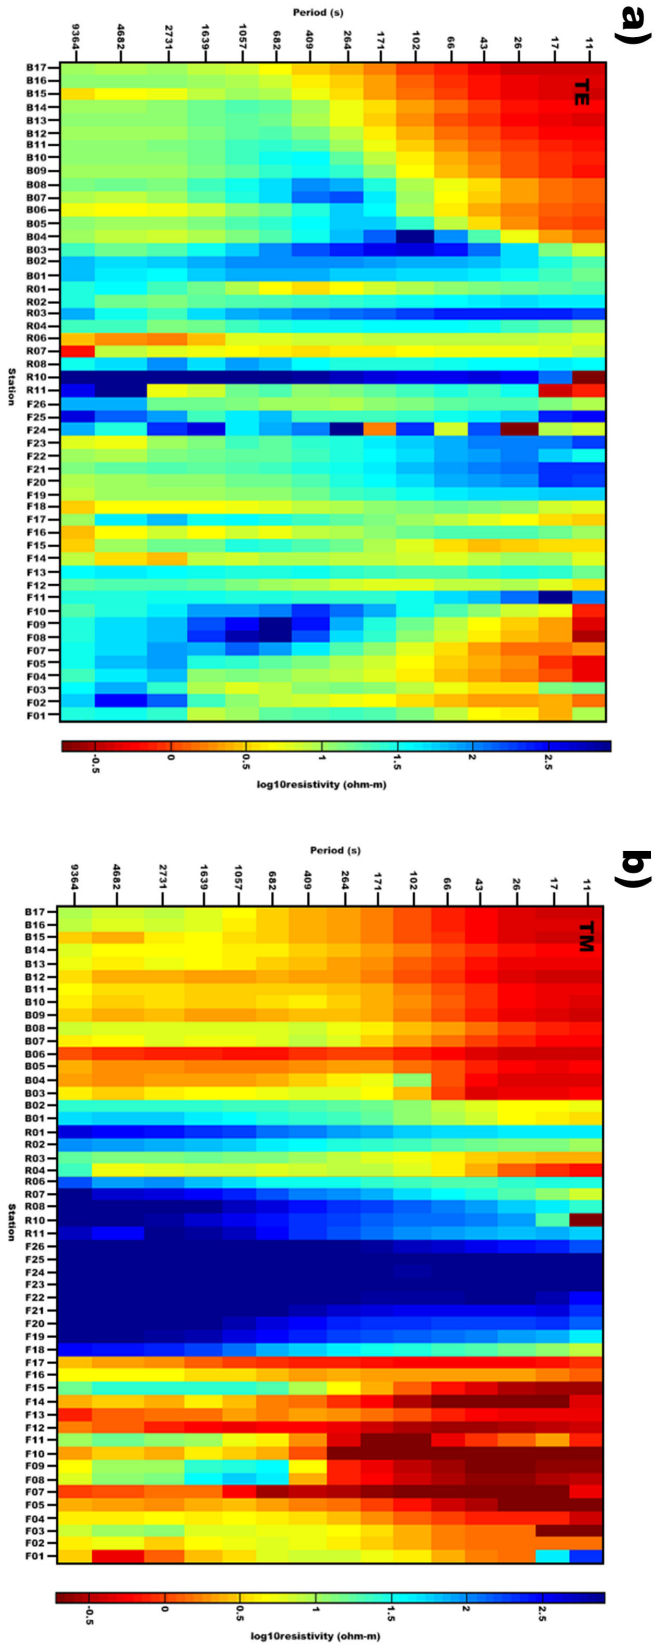 a)
Period (s)
9364 4682 2731 1639 1057 682 409 264 171 102 66 43 26 17 11
TE
Station
B17
B16
B15
B14
B13
B12
B11
B10
B09
B08
B07
B06
B05
B04
B03
B02
B01
R01
R02
R03
R04
R06
R07
R08
R10
R11
F26
F25
F24
F23
F22
F21
F20
F19
F18
F17
F16
F15
F14
F13
F12
F11
F10
F09
F08
F07
F05
F04
F03
F02
F01
-0.5 0 0.5 1 1.5 2 2.5
log10resistivity (ohm-m)
b)
Period (s)
9364 4682 2731 1639 1057 682 409 264 171 102 66 43 26 17 11
TM
Station
B17
B16
B15
B14
B13
B12
B11
B10
B09
B08
B07
B06
B05
B04
B03
B02
B01
R01
R02
R03
R04
R06
R07
R08
R10
R11
F26
F25
F24
F23
F22
F21
F20
F19
F18
F17
F16
F15
F14
F13
F12
F11
F10
F09
F08
F07
F05
F04
F03
F02
F01
-0.5 0 0.5 1 1.5 2 2.5
log10resistivity (ohm-m)